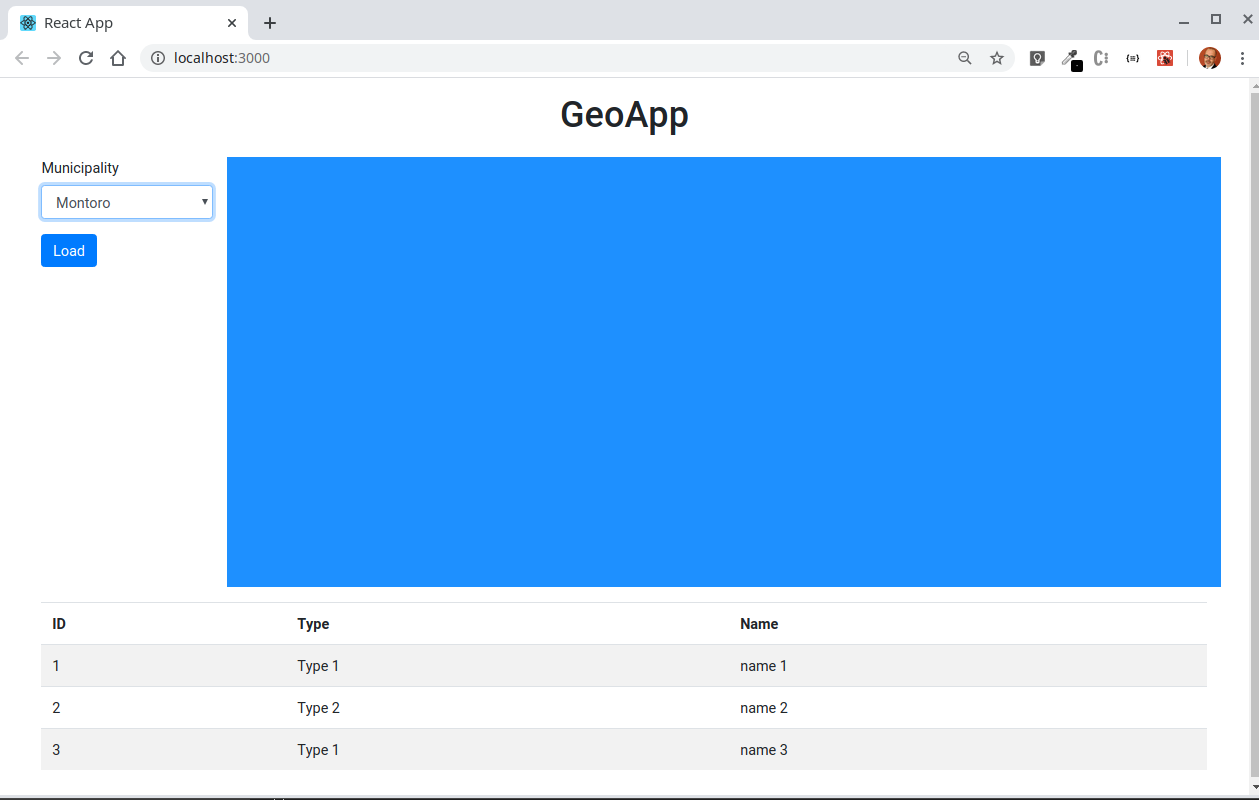 React App
localhost:3000
GeoApp
Municipality
Montoro
Load
ID Type Name
1 Type 1 name 1
2 Type 2 name 2
3 Type 1 name 3